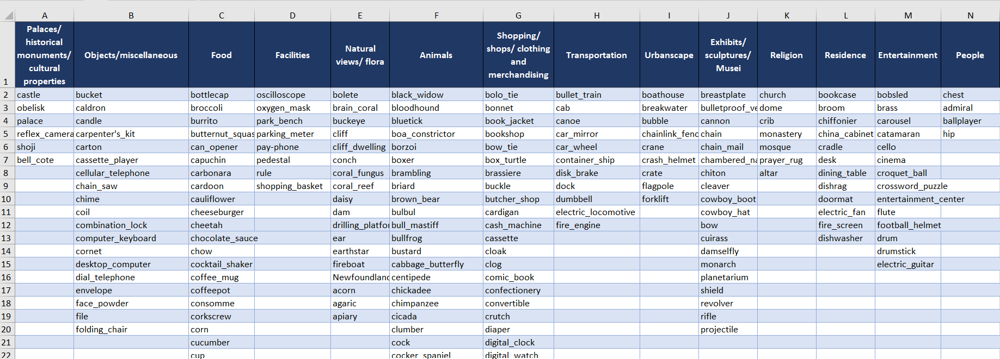 A B C D E F G H I J K L M N
1 Palaces/ historical monuments/ cultural properties Objects/miscellaneous Food Facilities Natural views/ flora Animals Shopping/ shops/ clothing and merchandising Transportation Urbanscape Exhibits/ sculptures/ Musei Religion Residence Entertainment People
2 castle bucket bottlecap oscilloscope bolete black_widow bolo_tie bullet_train boathouse breastplate church bookcase bobsled chest
3 obelisk caldron broccoli oxygen_mask brain_coral bloodhound bonnet cab breakwater bulletproof_ve dome broom brass admiral
4 palace candle burrito park_bench buckeye bluetick book_jacket canoe bubble cannon crib chiffonier carousel ballplayer
5 reflex_camera carpenter's_kit butternut_squas parking_meter cliff boa_constrictor bookshop car_mirror chainlink_fenc chain monastery china_cabinet catamaran hip
6 shoji carton can_opener pay-phone cliff_dwelling borzoi bow_tie car_wheel crane chain_mail mosque cradle cello
7 bell_cote cassette_player capuchin pedestal conch boxer box_turtle container_ship crash_helmet chambered_na prayer_rug desk cinema
8 cellular_telephone carbonara rule coral_fungus brambling brassiere disk_brake crate chiton altar dining_table croquet_ball
9 chain_saw cardoon shopping_basket coral_reef briard buckle dock flagpole cleaver dishrag crossword_puzzle
10 chime cauliflower daisy brown_bear butcher_shop dumbbell forklift cowboy_boot doormat entertainment_center
11 coil cheeseburger dam bulbul cardigan electric_locomotive cowboy_hat electric_fan flute
12 combination_lock cheetah drilling_platfor bull_mastiff cash_machine fire_engine bow fire_screen football_helmet
13 computer_keyboard chocolate_sauce ear bullfrog cassette cuirass dishwasher drum
14 cornet chow earthstar bustard cloak damselfly drumstick
15 desktop_computer cocktail_shaker fireboat cabbage_butterfly clog monarch electric_guitar
16 dial_telephone coffee_mug Newfoundland centipede comic_book planetarium
17 envelope coffeepot acorn chickadee confectionery shield
18 face_powder consomme agaric chimpanzee convertible revolver
19 file corkscrew apiary cicada crutch rifle
20 folding_chair corn clumber diaper projectile
21 cucumber cock digital_clock
22 cup cocker_spaniel digital_watch